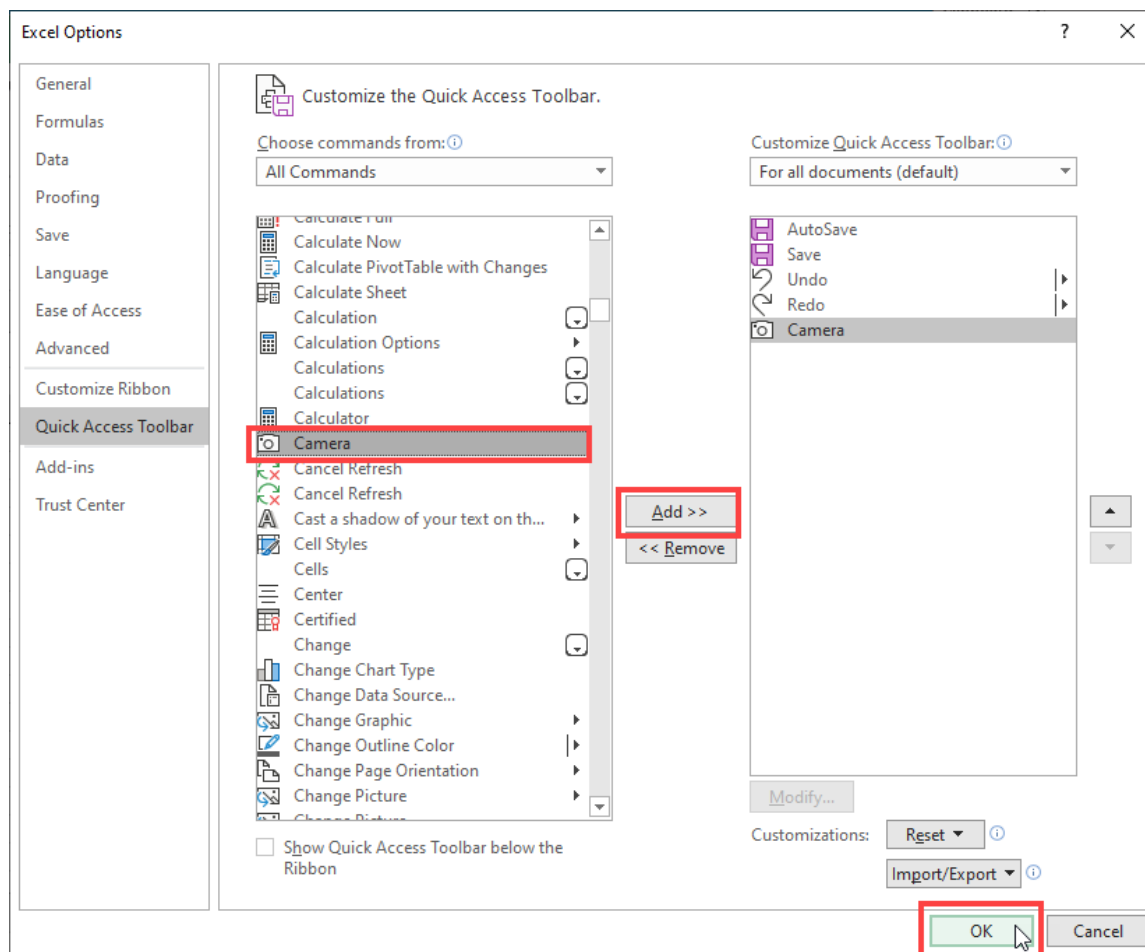 Excel Options
?
General
Formulas
Data
Proofing
Save
Language
Ease of Access
Advanced
Customize Ribbon
Quick Access Toolbar
Add-ins
Trust Center
Customize the Quick Access Toolbar.
Choose commands from:
All Commands
Calculate Full
Calculate Now
Calculate PivotTable with Changes
Calculate Sheet
Calculation
Calculation Options
Calculations
Calculations
Calculator
Camera
Cancel Refresh
Cancel Refresh
Cast a shadow of your text on th...
Cell Styles
Cells
Center
Certified
Change
Change Chart Type
Change Data Source...
Change Graphic
Change Outline Color
Change Page Orientation
Change Picture
Change Picture
Show Quick Access Toolbar below the
Ribbon
Add >>
<< Remove
Customize Quick Access Toolbar:
For all documents (default)
AutoSave
Save
Undo
Redo
Camera
Modify...
Customizations:
Reset
Import/Export
OK
Cancel